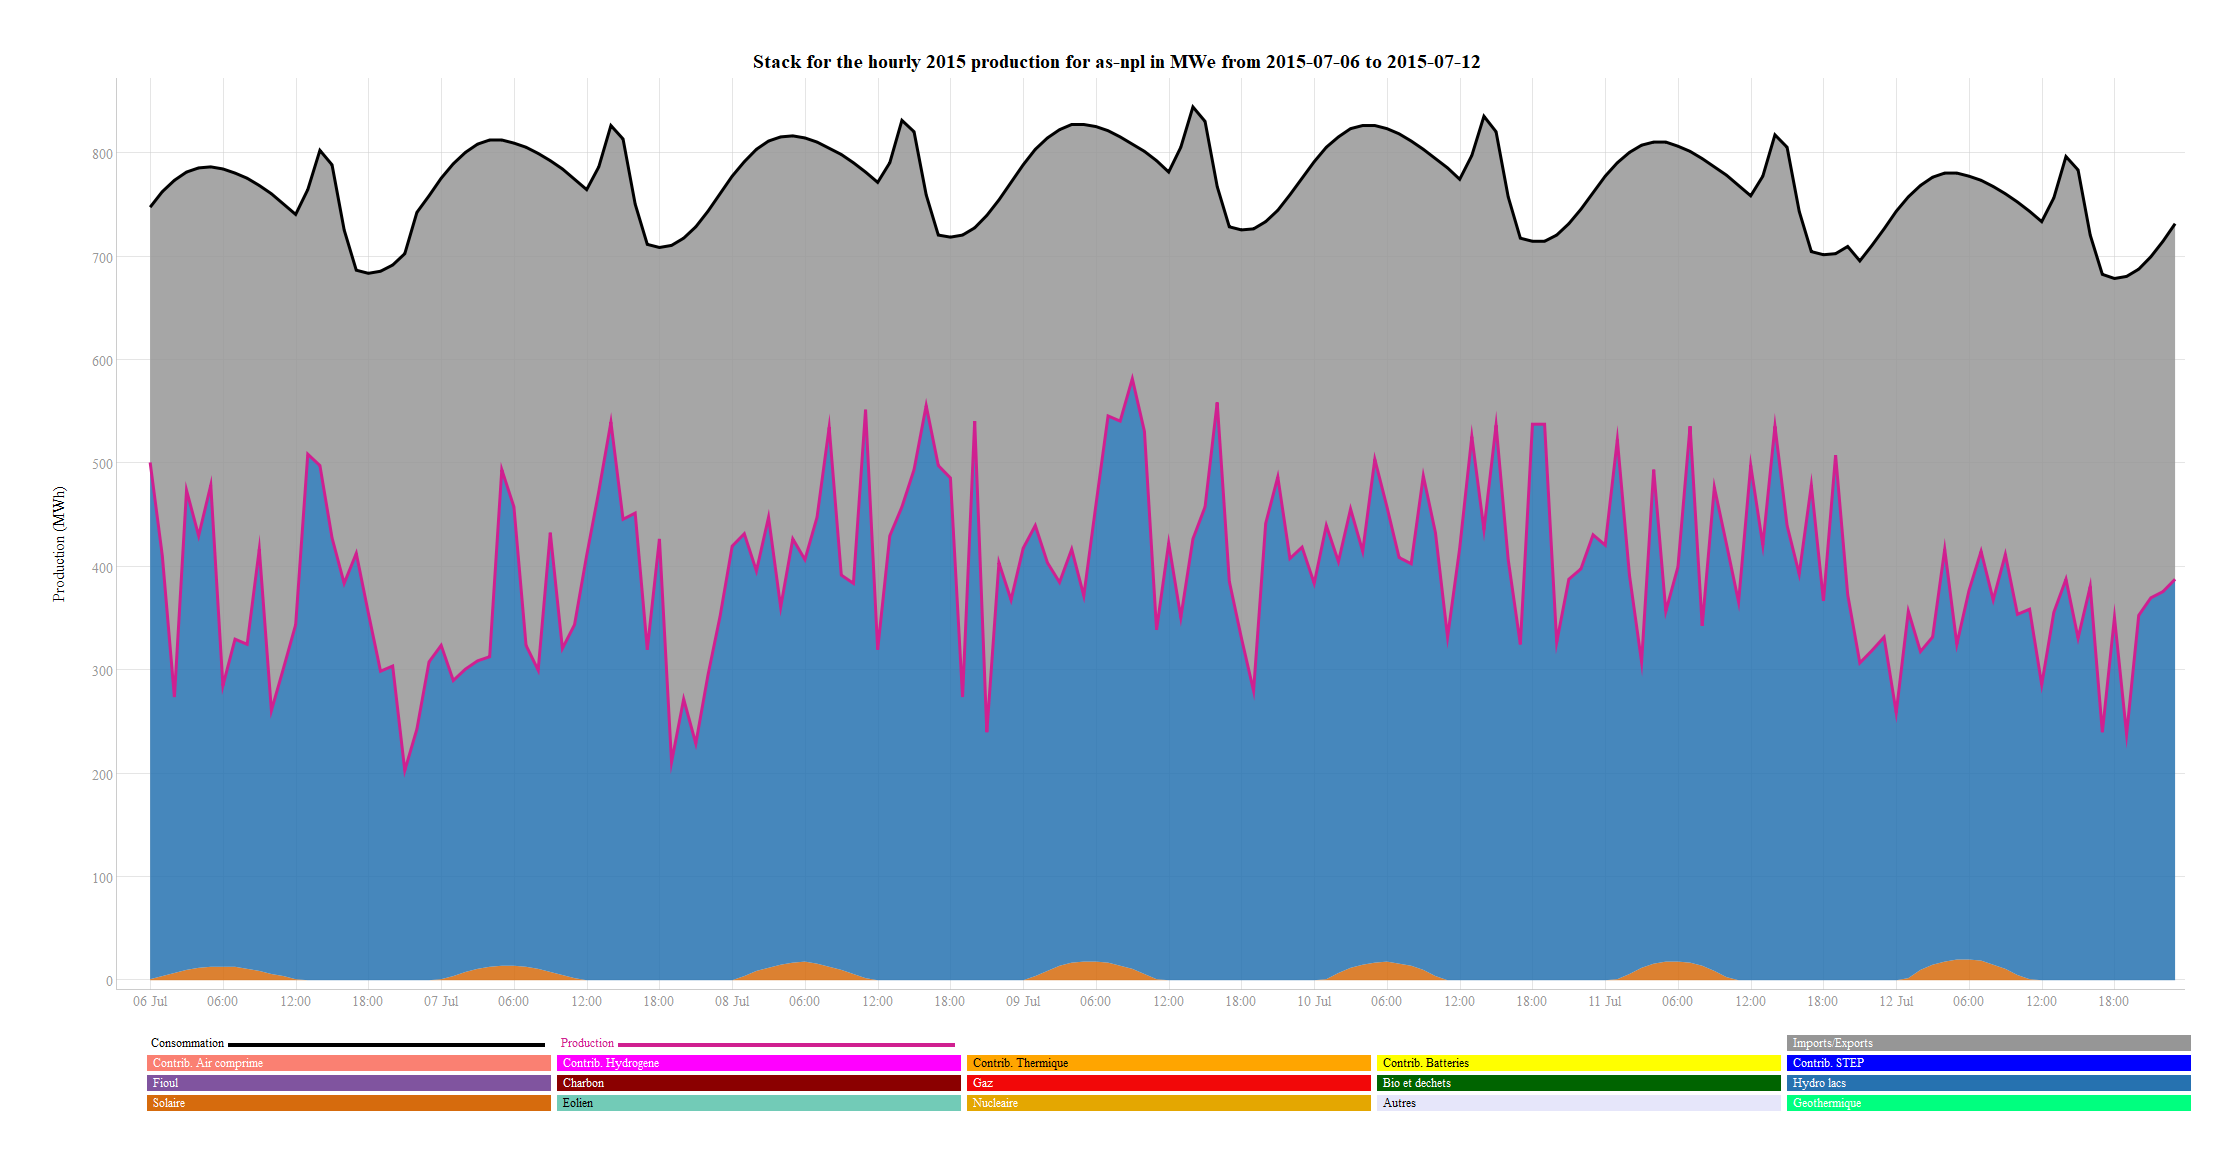 Stack for the hourly 2015 production for as-npl in MWe from 2015-07-06 to 2015-07-12
Production (MWh)
800
700
600
500
400
300
200
100
0
06 Jul 06:00 12:00 18:00 07 Jul 06:00 12:00 18:00 08 Jul 06:00 12:00 18:00 09 Jul 06:00 12:00 18:00 10 Jul 06:00 12:00 18:00 11 Jul 06:00 12:00 18:00 12 Jul 06:00 12:00 18:00
Consommation Production Imports/Exports
Contrib. Air comprime Contrib. Hydrogene Contrib. Thermique Contrib. Batteries Contrib. STEP
Fioul Charbon Gaz Bio et dechets Hydro lacs
Solaire Eolien Nucleaire Autres Geothermique